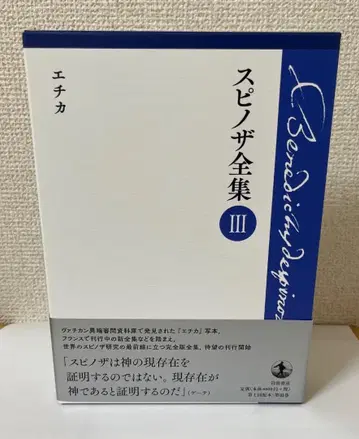 エチカ
スピノザ全集
III
Benedictus de Spinoza
ヴァチカン異端審問資料庫で発見された『エチカ』写本、
フランスで刊行中の新全集などを踏まえ、
世界のスピノザ研究の最前線に立つ完全版全集、待望の刊行開始
「スピノザは神の現存在を
証明するのではない。現存在が
神であると証明するのだ」(ゲーテ)
岩波書店